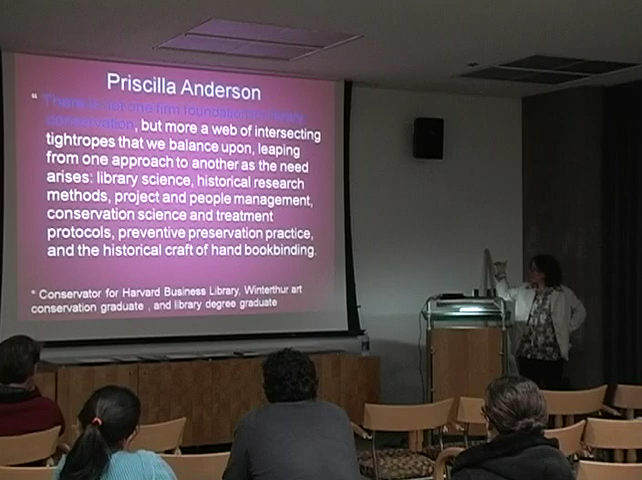 Priscilla Anderson
“ There is not one firm foundation for library
conservation, but more a web of intersecting
tightropes that we balance upon, leaping
from one approach to another as the need
arises: library science, historical research
methods, project and people management,
conservation science and treatment
protocols, preventive preservation practice,
and the historical craft of hand bookbinding.
* Conservator for Harvard Business Library, Winterthur art
conservation graduate , and library degree graduate